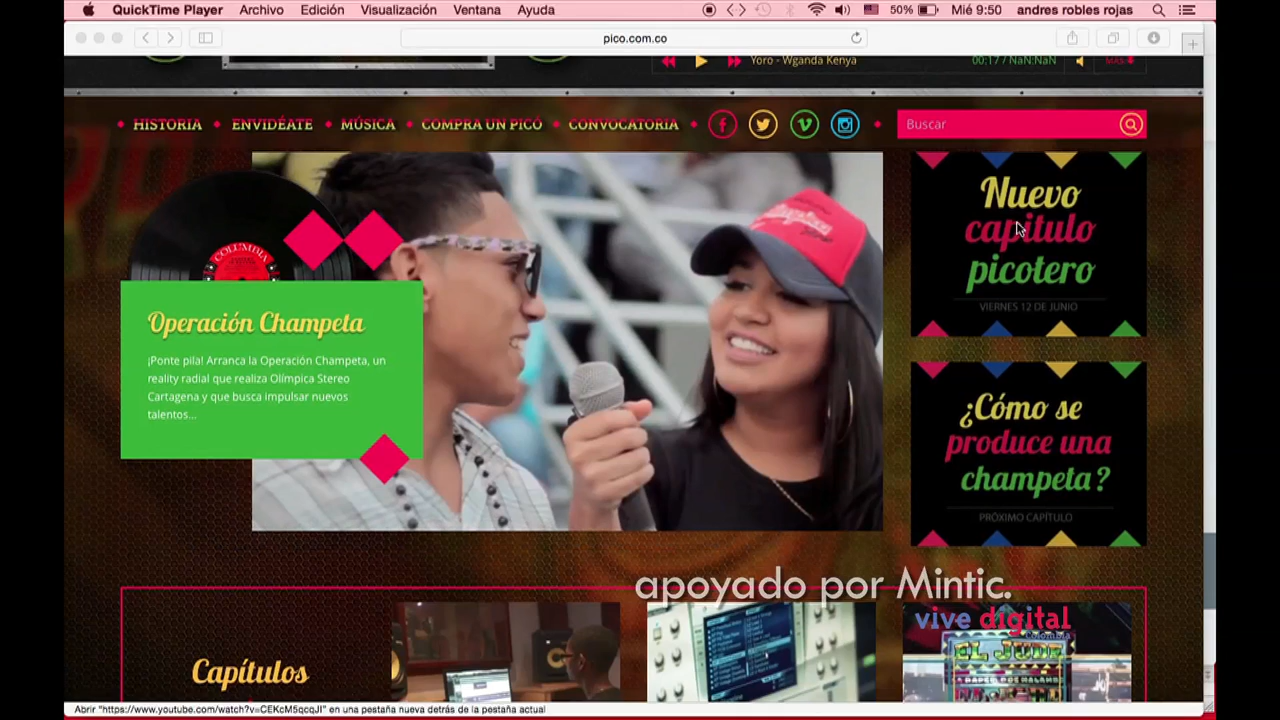 QuickTime Player Archivo Edición Visualización Ventana Ayuda 50% Mié 9:50 andres robles rojas
pico.com.co
Yoro - Wganda Kenya 00:17 / NaN:NaN MÁS
HISTORIA ENVIDÉATE MÚSICA COMPRA UN PICÓ CONVOCATORIA Buscar
COLUMBIA
Operación Champeta
¡Ponte pila! Arranca la Operación Champeta, un
reality radial que realiza Olímpica Stereo
Cartagena y que busca impulsar nuevos
talentos...
Nuevo
capitulo
picotero
VIERNES 12 DE JUNIO
¿Cómo se
produce una
champeta?
PRÓXIMO CAPÍTULO
apoyado por Mintic.
vive digital
Colombia
Capítulos
Abrir "https://www.youtube.com/watch?v=CEKcM5qcqJI" en una pestaña nueva detrás de la pestaña actual